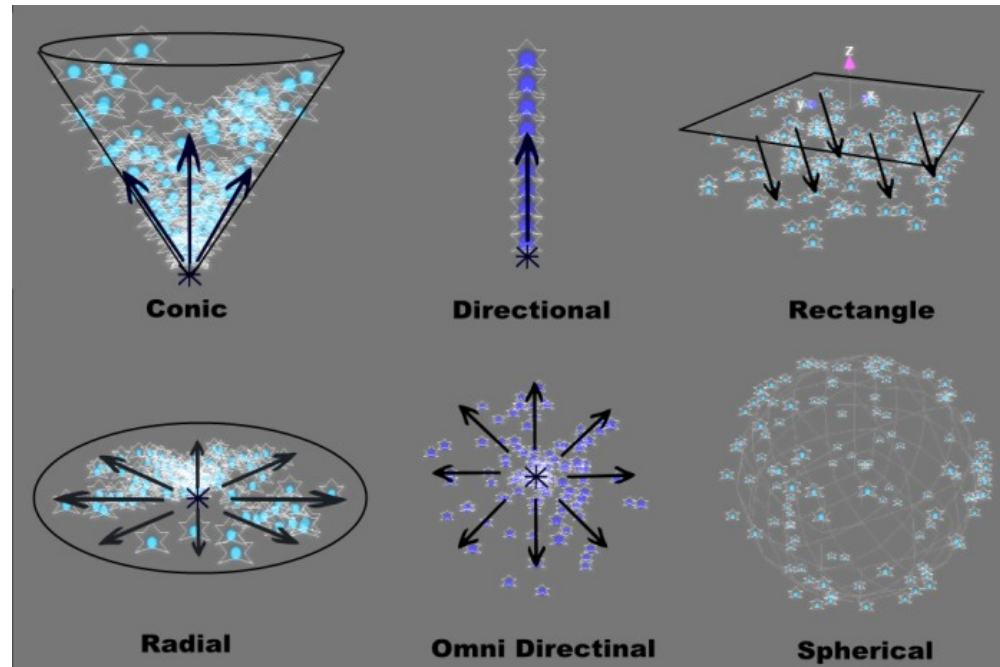 z
y
x
Conic
Directional
Rectangle
Radial
Omni Directinal
Spherical